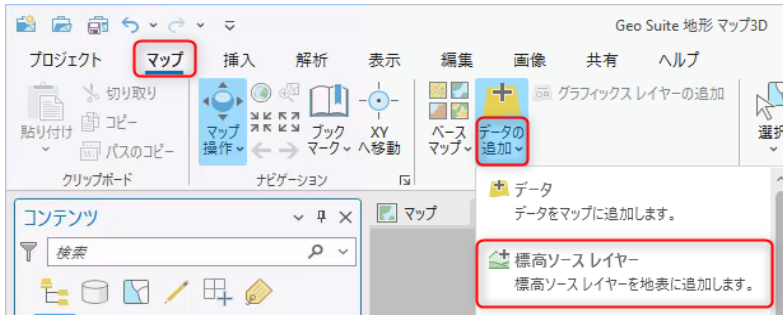 Geo Suite 地形 マップ3D
プロジェクト マップ 挿入 解析 表示 編集 画像 共有 ヘルプ
貼り付け
切り取り
コピー
パスのコピー
クリップボード
マップ
操作
ブック
マーク
XY
へ移動
ナビゲーション
ベース
マップ
データの
追加
グラフィックス レイヤーの追加
データ
データをマップに追加します。
標高ソース レイヤー
標高ソース レイヤーを地表に追加します。
コンテンツ
検索
マップ